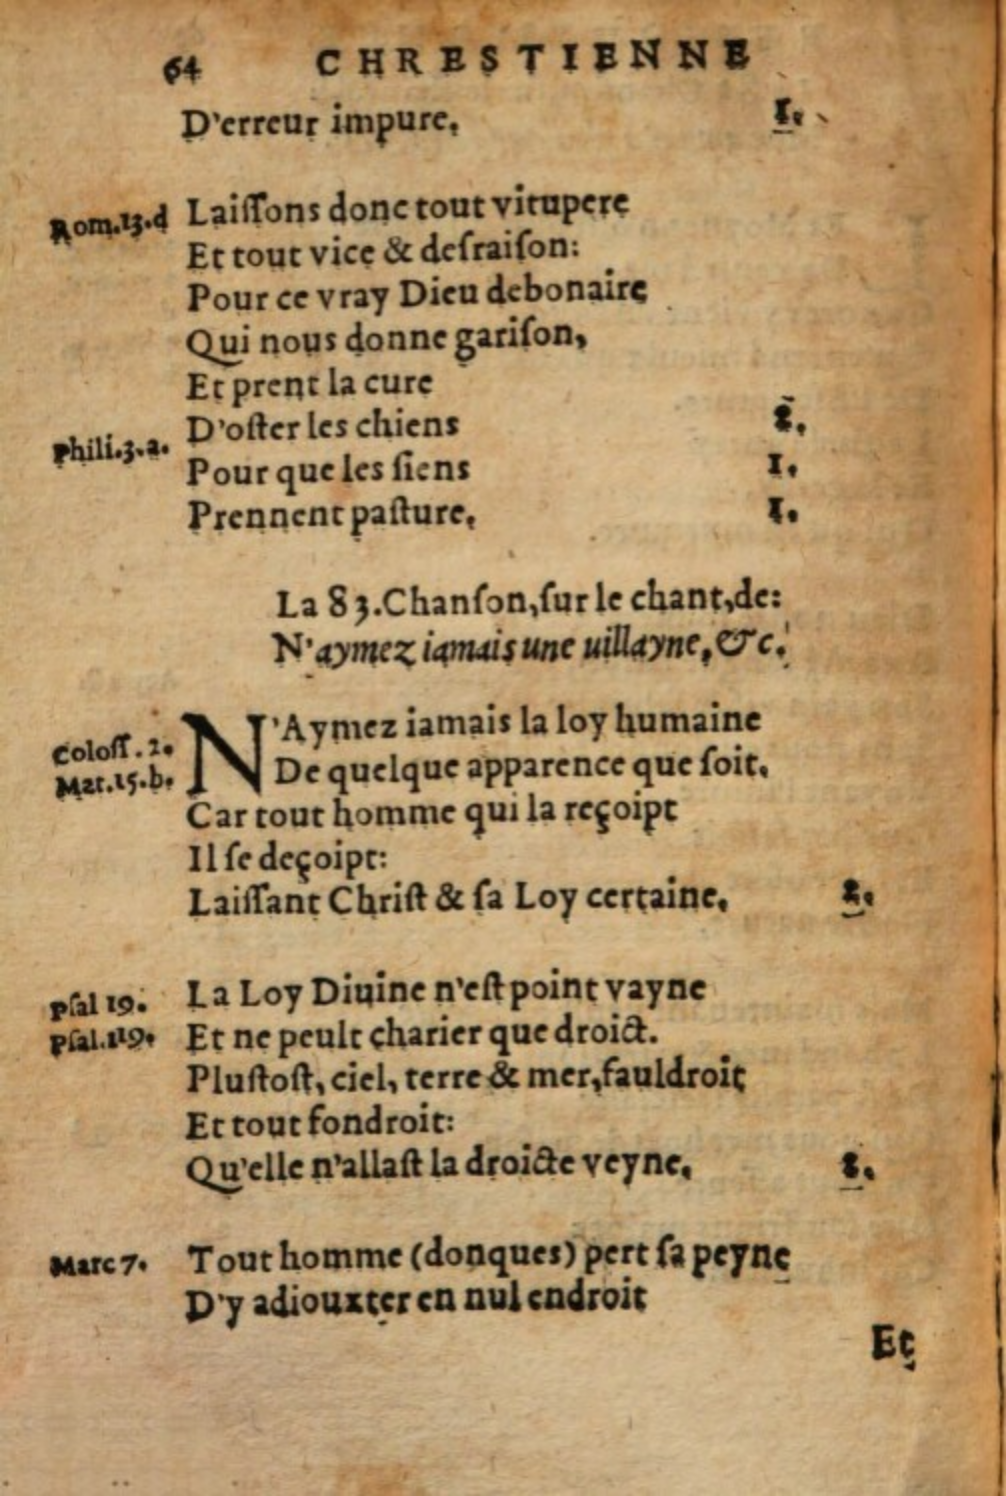 64 CHRESTIENNE
D'erreur impure. I.
Rom.13.d Laiſſons donc tout vitupere
Et tout vice & deſraiſon:
Pour ce vray Dieu debonaire
Qui nous donne gariſon,
Et prent la cure
D'oſter les chiens 2.
Phili.3.a. Pour que les ſiens I.
Prennent paſture. I.
La 83.Chanſon,ſur le chant,de:
N'aymez iamais une uillayne,&c.
N'Aymez iamais la loy humaine
Coloſſ.2. De quelque apparence que ſoit,
Mat.15.b. Car tout homme qui la reçoipt
Il ſe deçoipt:
Laiſſant Chriſt & ſa Loy certaine. 2.
Pſal 19. La Loy Diuine n'eſt point vayne
Pſal.119. Et ne peult charier que droict.
Pluſtoſt, ciel, terre & mer,fauldroit
Et tout fondroit:
Qu'elle n'allaſt la droicte veyne. 2.
Marc 7. Tout homme (donques) pert ſa peyne
D'y adiouxter en nul endroit
Et